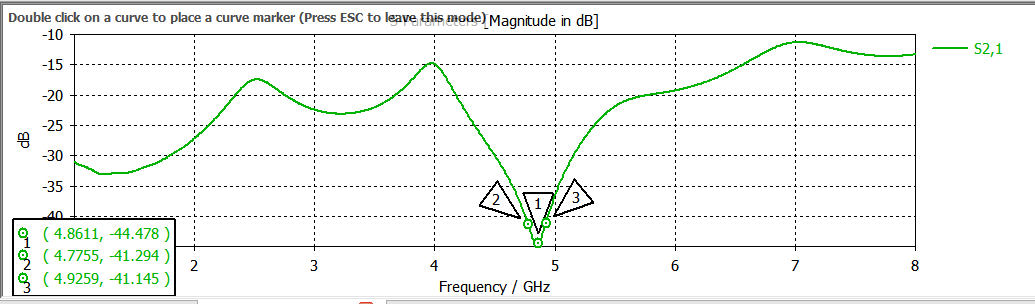 Double click on a curve to place a curve marker (Press ESC to leave this mode)
S-Parameters [Magnitude in dB]
S2,1
-10
-15
-20
-25
-30
-35
-40
dB
2
1
3
1 ( 4.8611, -44.478 )
2 ( 4.7755, -41.294 )
3 ( 4.9259, -41.145 )
2 3 4 5 6 7 8
Frequency / GHz